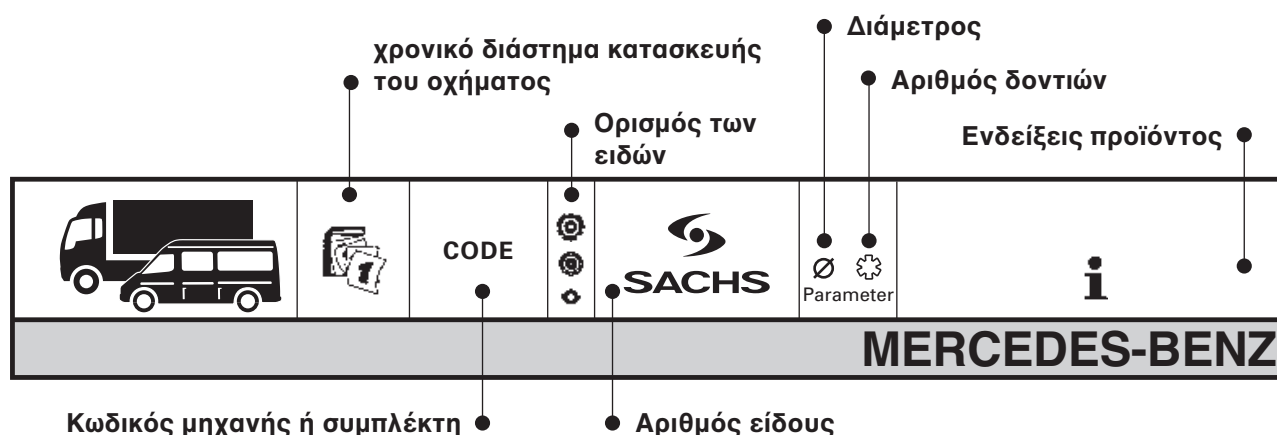 Διάμετρος
χρονικό διάστημα κατασκευής
του οχήματος
Αριθμός δοντιών
Ορισμός των
ειδών
Ενδείξεις προϊόντος
CODE
SACHS
Ø
Parameter
i
MERCEDES-BENZ
Κωδικός μηχανής ή συμπλέκτη
Αριθμός είδους